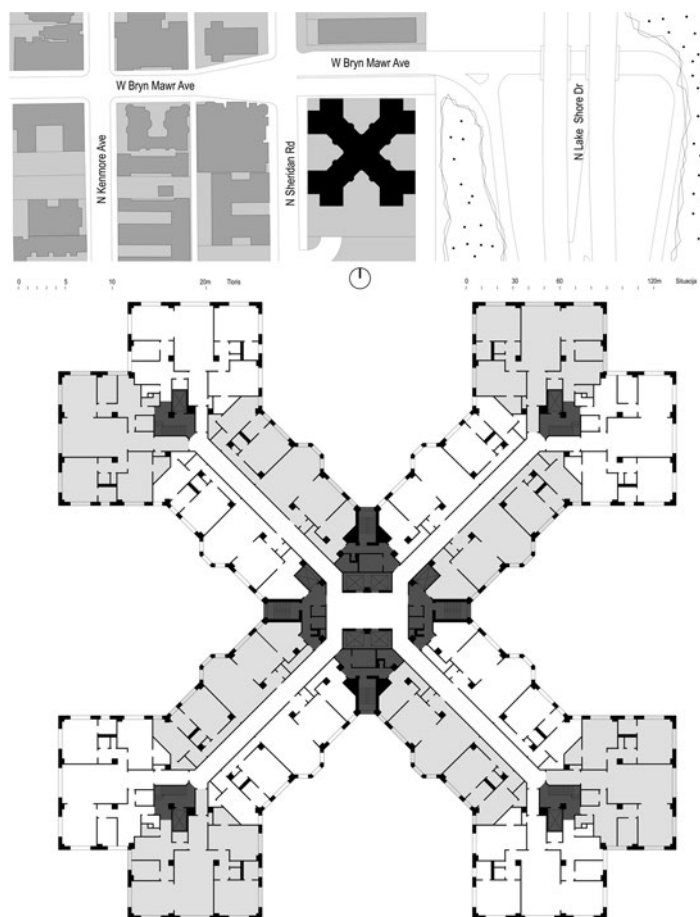 W Bryn Mawr Ave
W Bryn Mawr Ave
N Kenmore Ave
N Sheridan Rd
N Lake Shore Dr
0 5 10 20m Tloris
0 30 60 120m Situacija